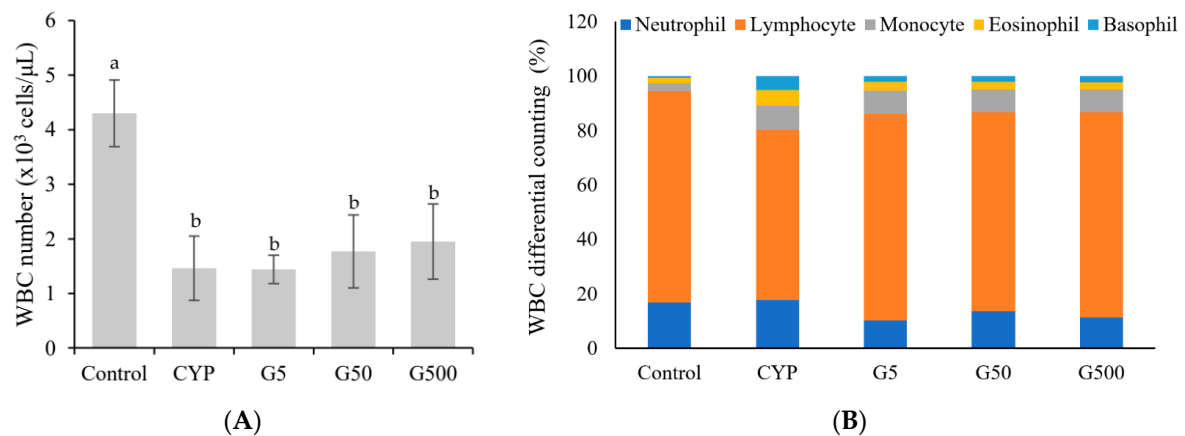 WBC number (x10³ cells/µL)
6
5
4
3
2
1
0
a
b
b
b
b
Control CYP G5 G50 G500
(A)
WBC differential counting (%)
120
100
80
60
40
20
0
Neutrophil Lymphocyte Monocyte Eosinophil Basophil
Control CYP G5 G50 G500
(B)